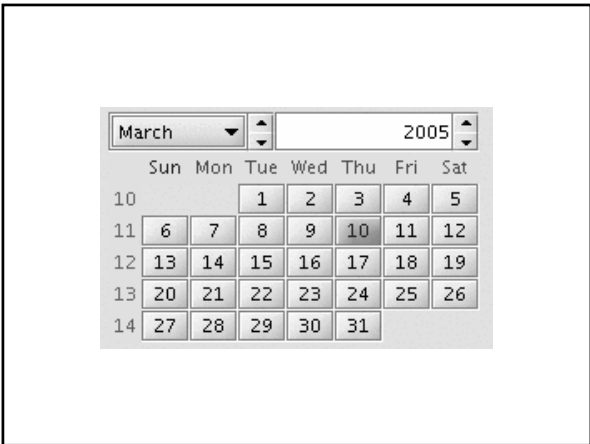 March 2005
Sun Mon Tue Wed Thu Fri Sat
10 1 2 3 4 5
11 6 7 8 9 10 11 12
12 13 14 15 16 17 18 19
13 20 21 22 23 24 25 26
14 27 28 29 30 31